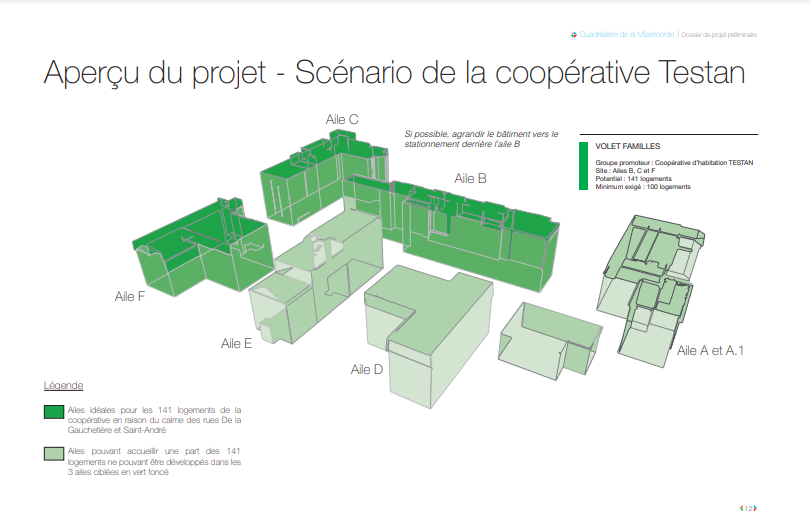 Quadrilatère de la Miséricorde | Dossier de projet préliminaire
Aperçu du projet - Scénario de la coopérative Testan
Aile C
Si possible, agrandir le bâtiment vers le
stationnement derrière l'aile B
VOLET FAMILLES
Groupe promoteur : Coopérative d'habitation TESTAN
Site : Ailes B, C et F
Potentiel : 141 logements
Minimum exigé : 100 logements
Aile B
Aile F
Aile E
Aile D
Aile A et A.1
Légende
Ailes idéales pour les 141 logements de la
coopérative en raison du calme des rues De la
Gauchetière et Saint-André
Ailes pouvant accueillir une part des 141
logements ne pouvant être développés dans les
3 ailes ciblées en vert foncé
12